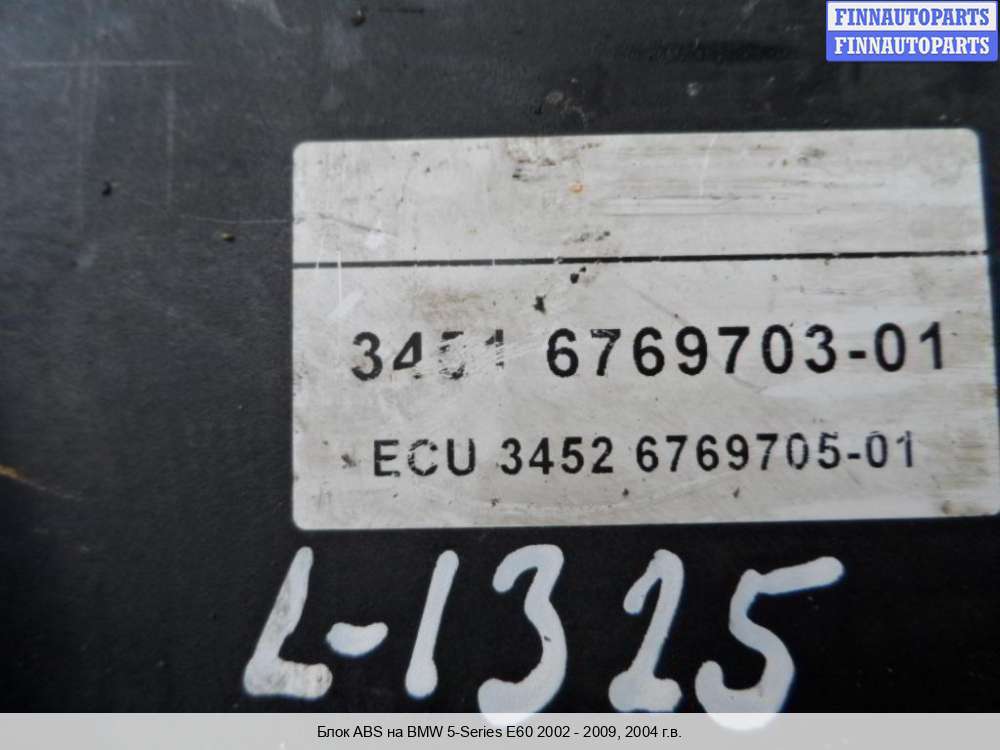 FINNAUTOPARTS
FINNAUTOPARTS
3451 6769703-01
ECU 3452 6769705-01
L-1325
Блок ABS на BMW 5-Series E60 2002 - 2009, 2004 г.в.